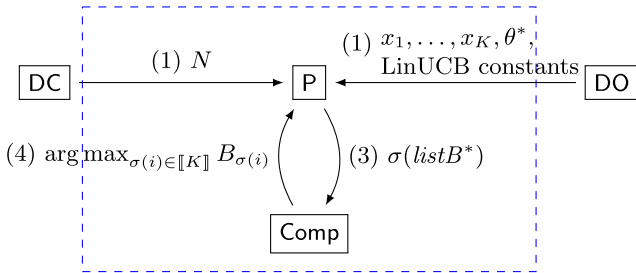 (1) N
(1) x_1, . . . , x_K, θ*,
LinUCB constants
DC
P
DO
(4) arg max_{σ(i)∈⟦K⟧} B_{σ(i)}
(3) σ(listB*)
Comp